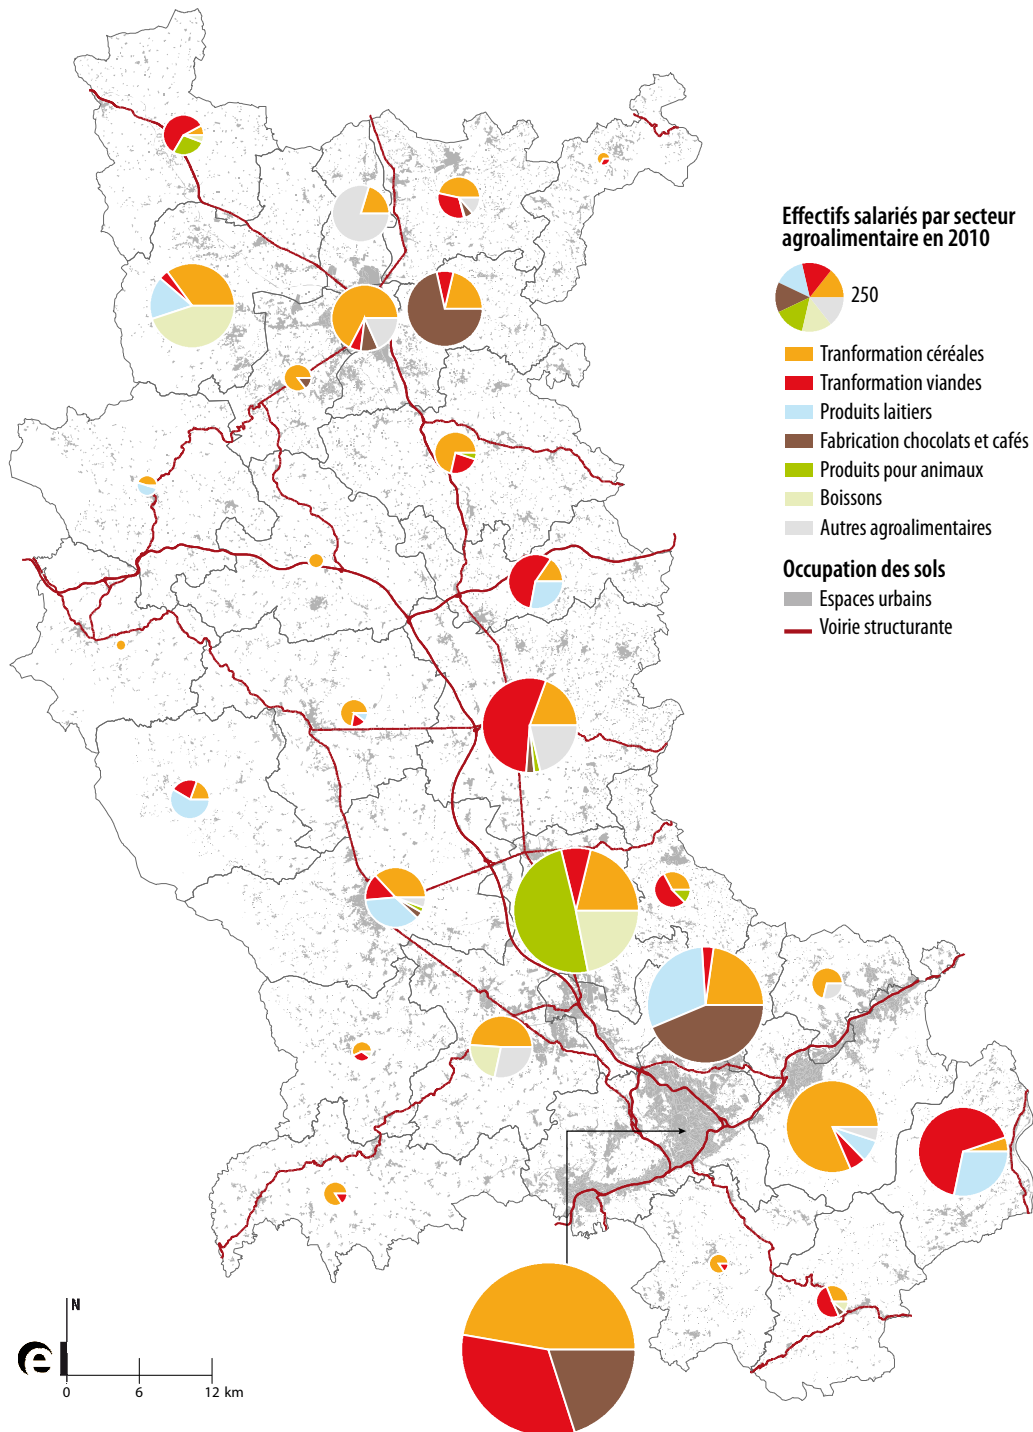 Effectifs salariés par secteur
agroalimentaire en 2010
250
Tranformation céréales
Tranformation viandes
Produits laitiers
Fabrication chocolats et cafés
Produits pour animaux
Boissons
Autres agroalimentaires
Occupation des sols
Espaces urbains
Voirie structurante
N
e
0 6 12 km